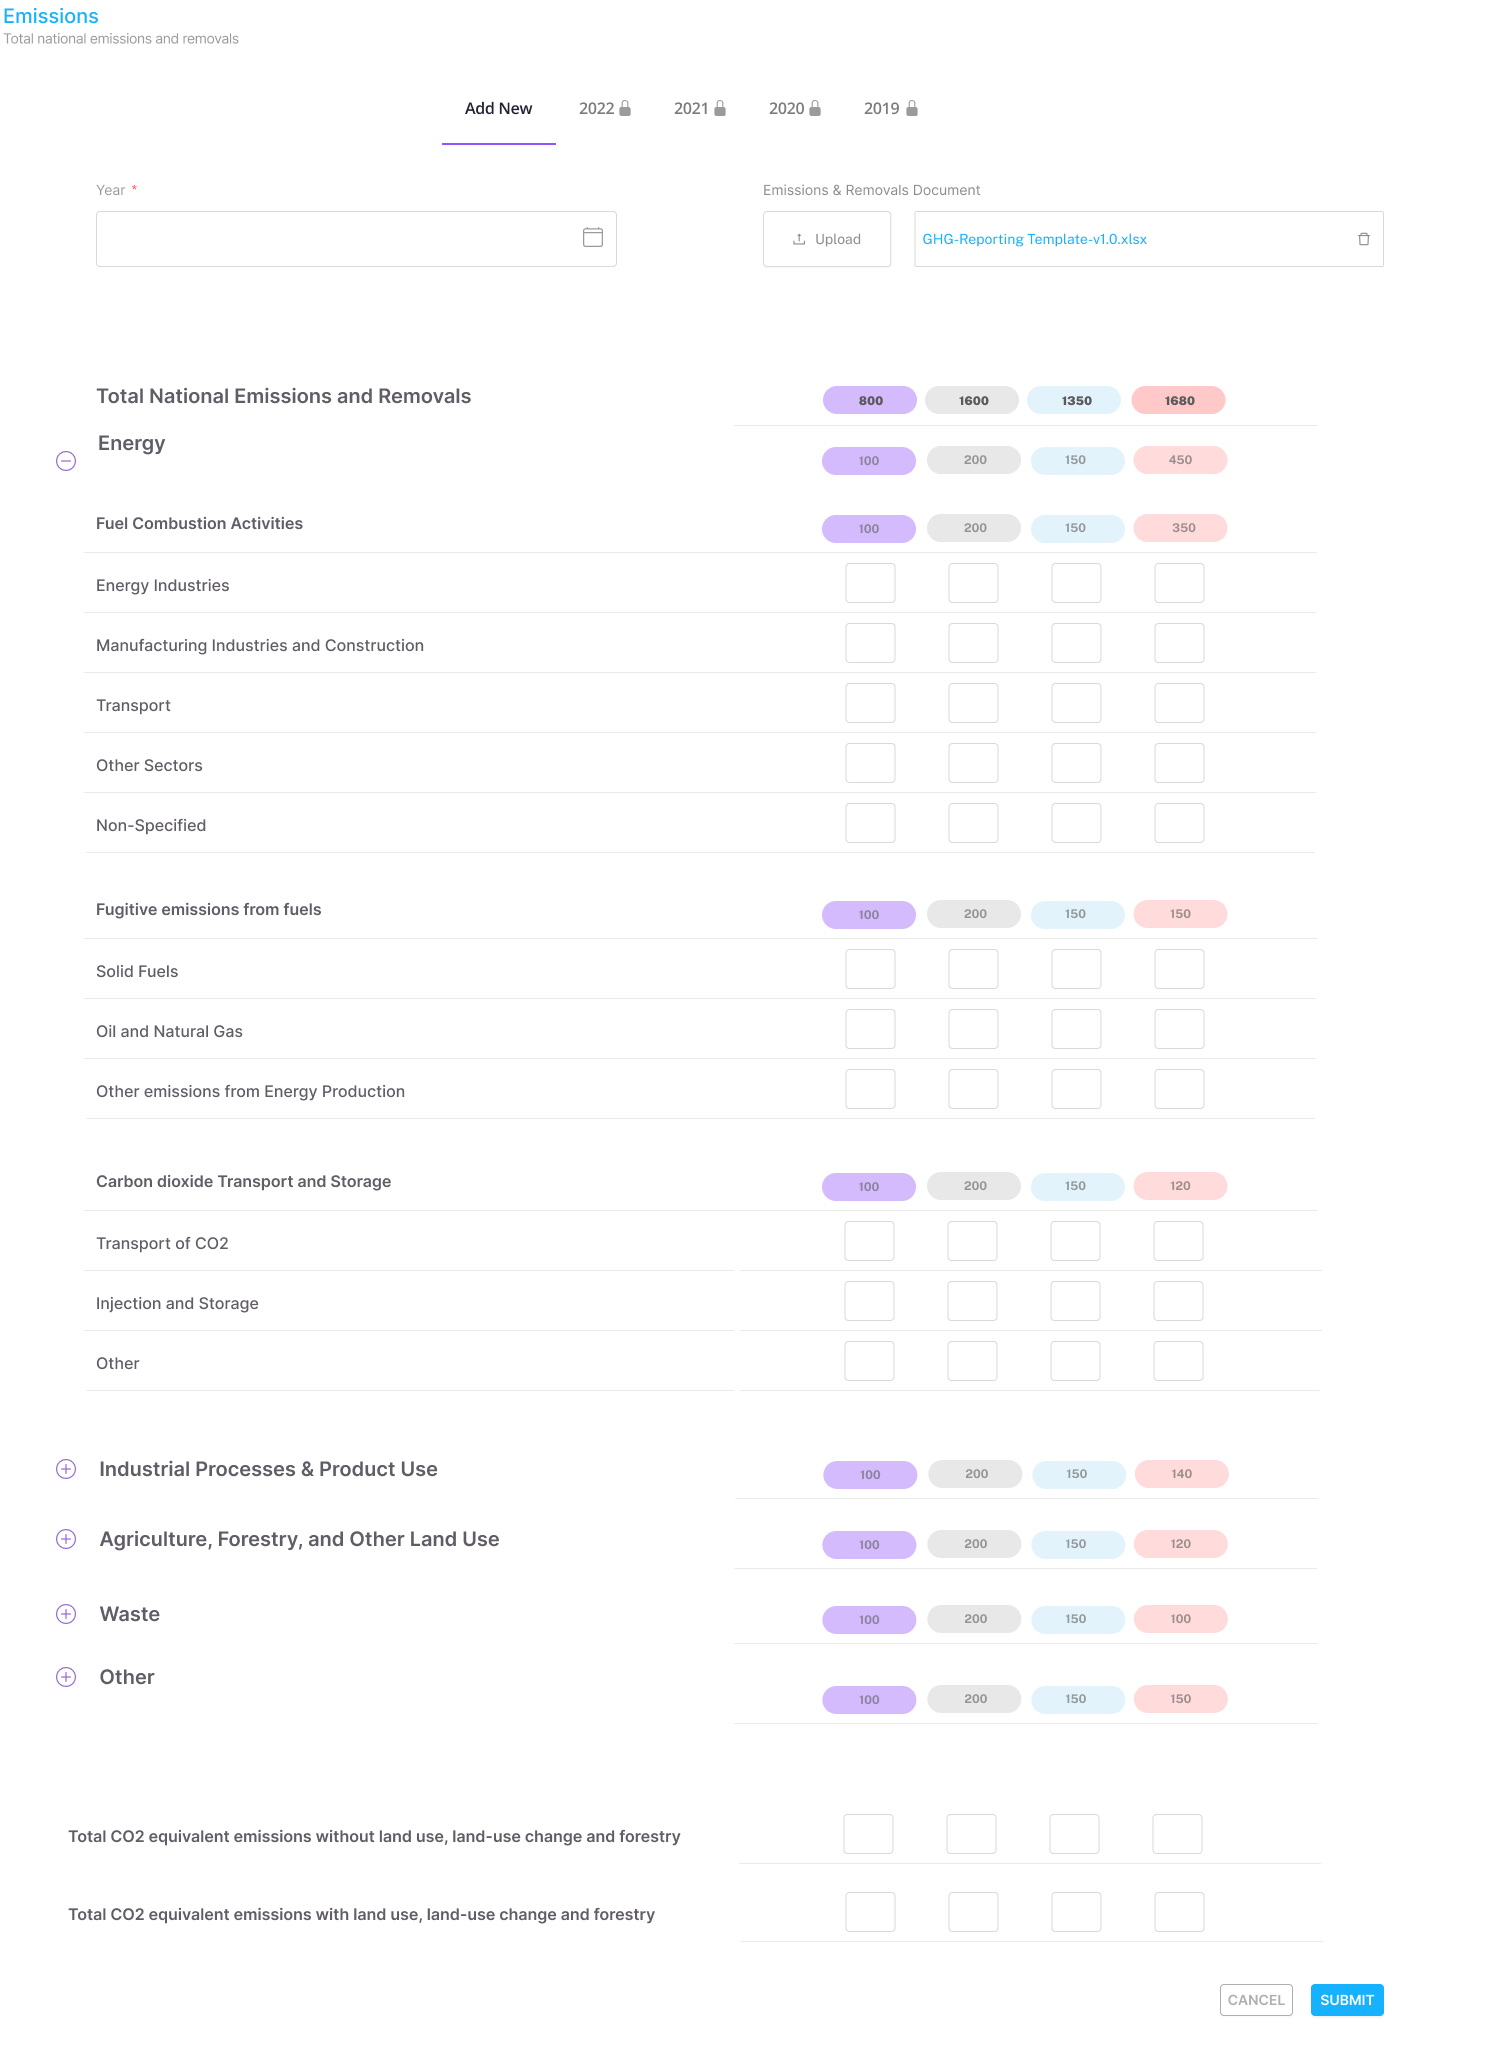 Emissions
Total national emissions and removals
Add New 2022 2021 2020 2019
Year * Emissions & Removals Document
Upload GHG-Reporting Template-v1.0.xlsx
Total National Emissions and Removals 800 1600 1350 1680
Energy 100 200 150 450
Fuel Combustion Activities 100 200 150 350
Energy Industries
Manufacturing Industries and Construction
Transport
Other Sectors
Non-Specified
Fugitive emissions from fuels 100 200 150 150
Solid Fuels
Oil and Natural Gas
Other emissions from Energy Production
Carbon dioxide Transport and Storage 100 200 150 120
Transport of CO2
Injection and Storage
Other
Industrial Processes & Product Use 100 200 150 140
Agriculture, Forestry, and Other Land Use 100 200 150 120
Waste 100 200 150 100
Other 100 200 150 150
Total CO2 equivalent emissions without land use, land-use change and forestry
Total CO2 equivalent emissions with land use, land-use change and forestry
CANCEL SUBMIT